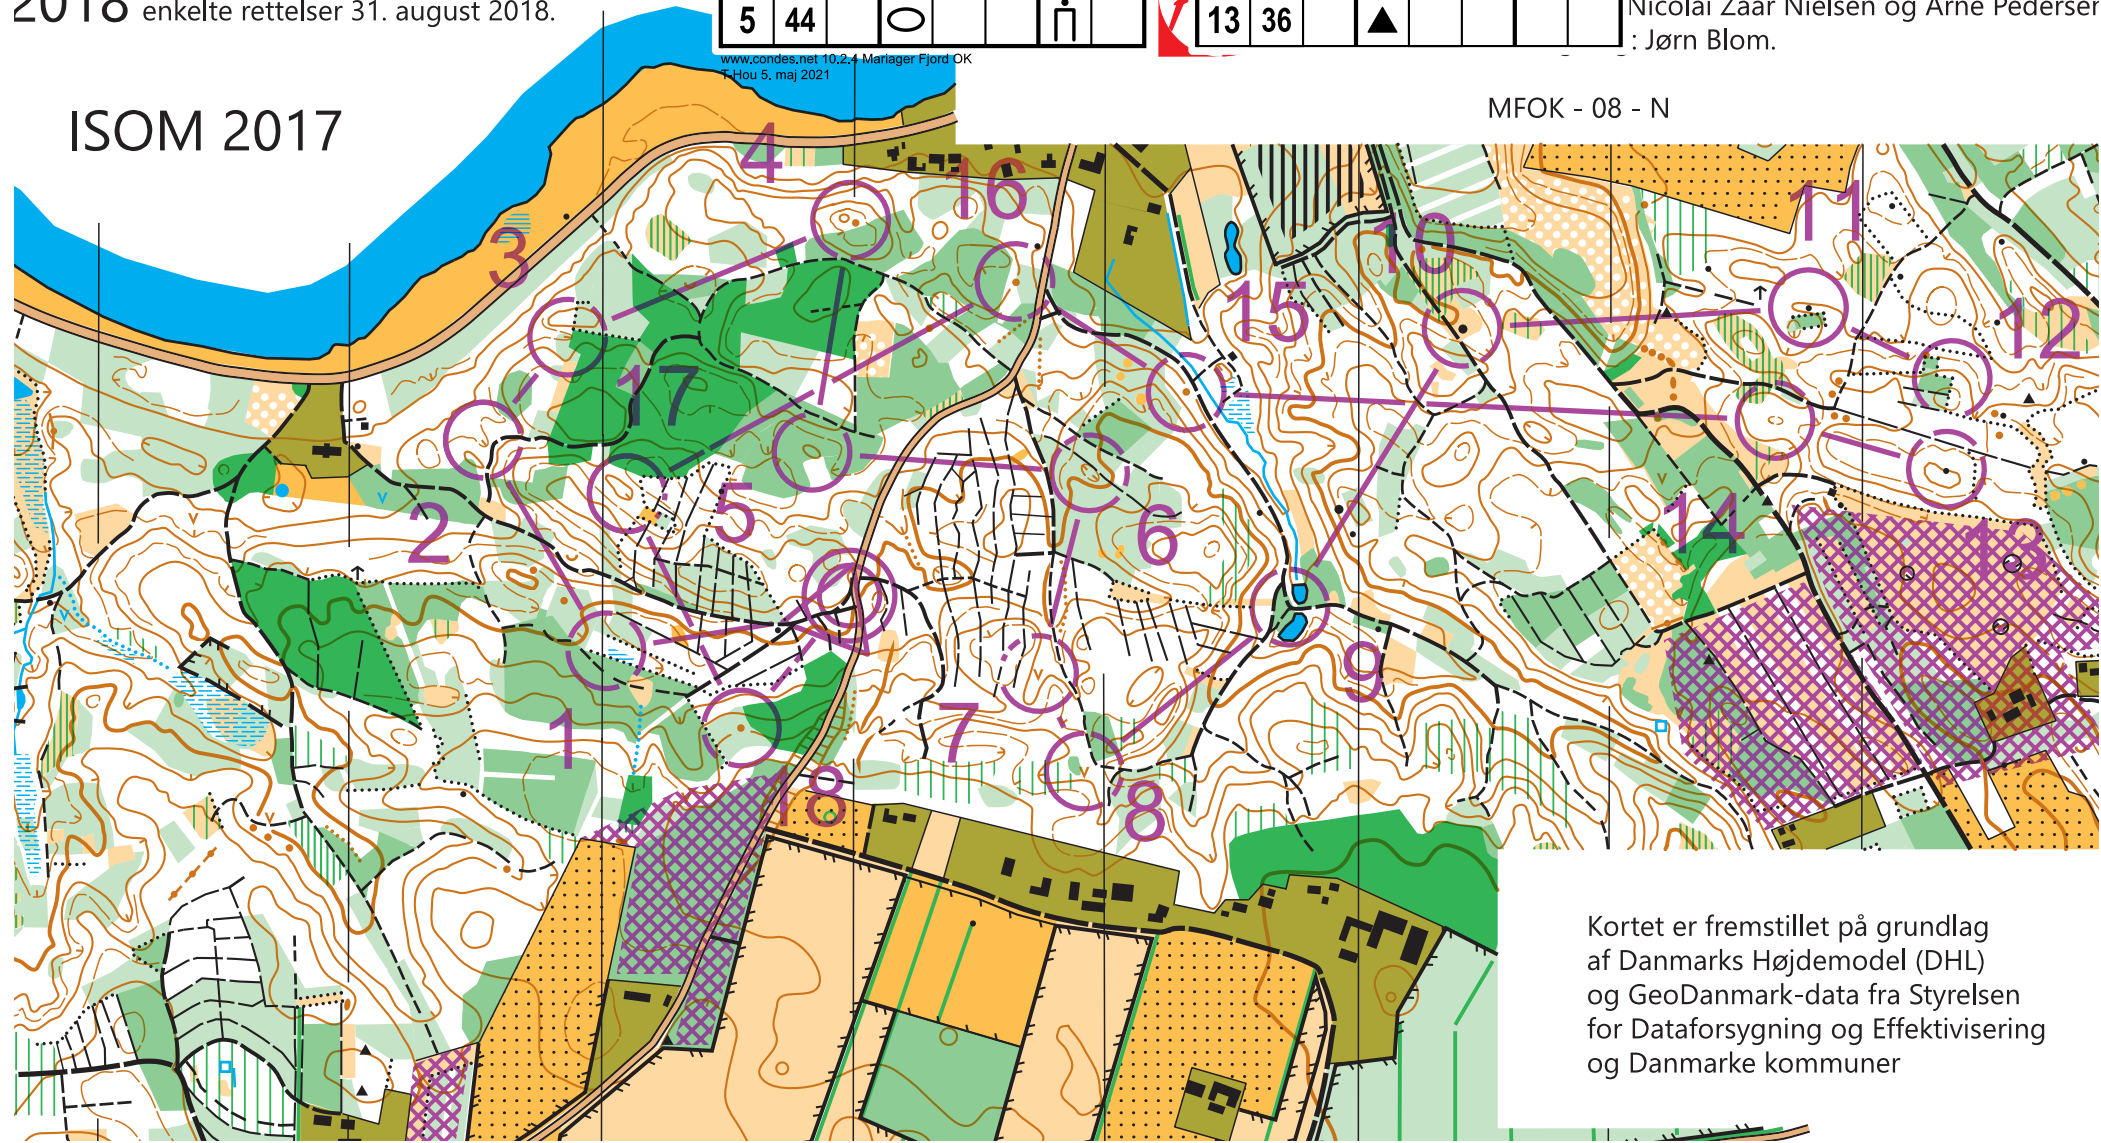 2018 enkelte rettelser 31. august 2018.
5 44
13 36
Nicolai Zaar Nielsen og Arne Pedersen
: Jørn Blom.
www.condes.net 10.2.4 Mariager Fjord OK
T-Hou 5. maj 2021
MFOK - 08 - N
ISOM 2017
4
16
11
3
10
15
12
17
2
5
6
14
13
1
7
9
18
8
Kortet er fremstillet på grundlag
af Danmarks Højdemodel (DHL)
og GeoDanmark-data fra Styrelsen
for Dataforsygning og Effektivisering
og Danmarke kommuner